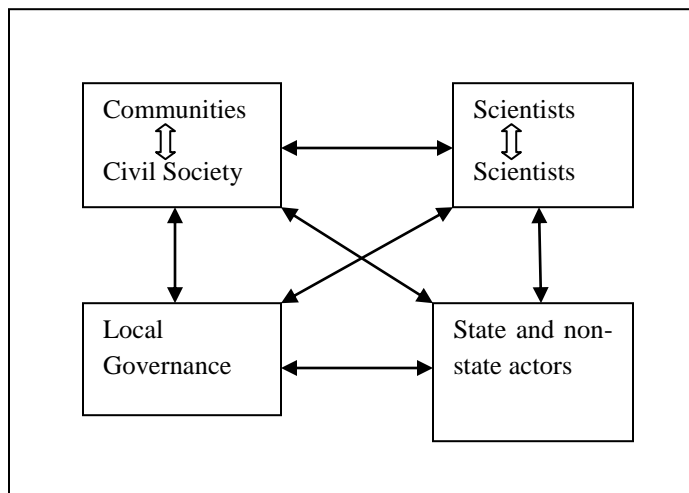 Communities
Civil Society
Scientists
Scientists
Local
Governance
State and non-
state actors